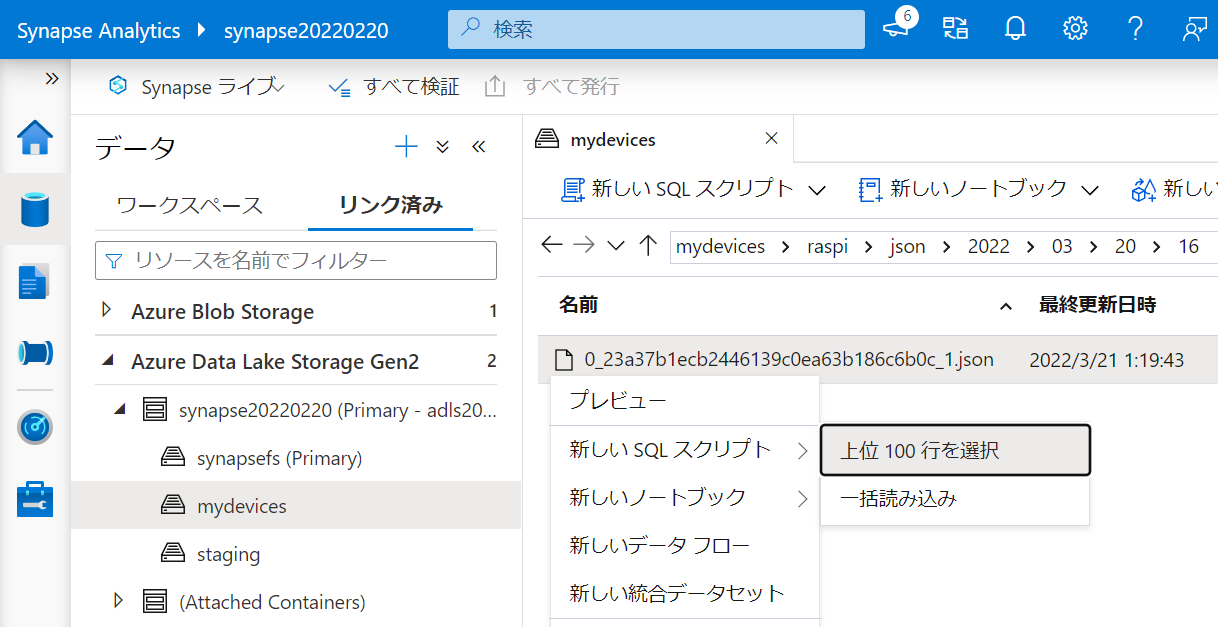 Synapse Analytics synapse20220220 検索 6
Synapse ライブ すべて検証 すべて発行
データ
mydevices
新しい SQL スクリプト 新しいノートブック 新しい
ワークスペース リンク済み
mydevices raspi json 2022 03 20 16
リソースを名前でフィルター
名前 最終更新日時
Azure Blob Storage 1
0_23a37b1ecb2446139c0ea63b186c6b0c_1.json 2022/3/21 1:19:43
Azure Data Lake Storage Gen2 2
synapse20220220 (Primary - adls20...
synapsefs (Primary)
mydevices
staging
(Attached Containers)
プレビュー
新しい SQL スクリプト
上位 100 行を選択
新しいノートブック
一括読み込み
新しいデータ フロー
新しい統合データセット